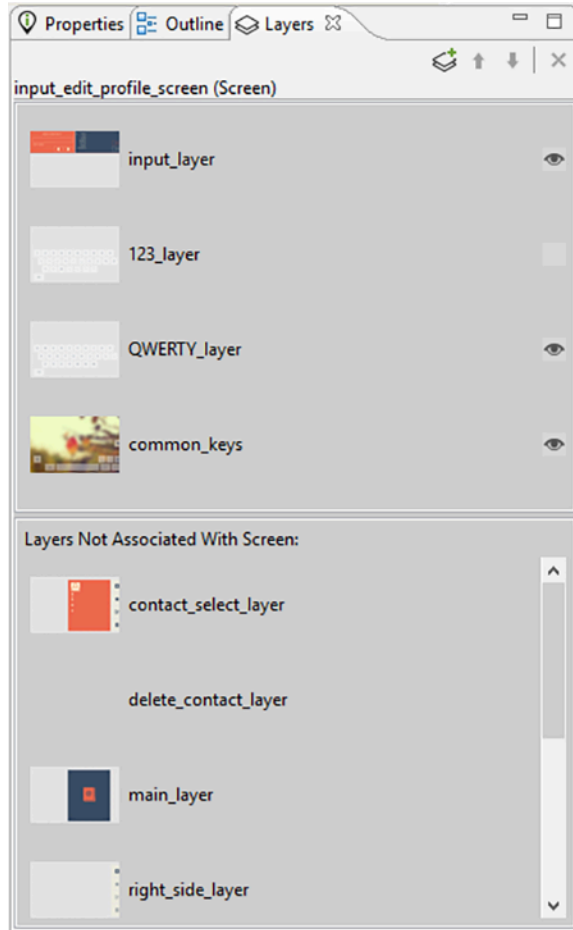 Properties Outline Layers
input_edit_profile_screen (Screen)
input_layer
123_layer
QWERTY_layer
common_keys
Layers Not Associated With Screen:
contact_select_layer
delete_contact_layer
main_layer
right_side_layer